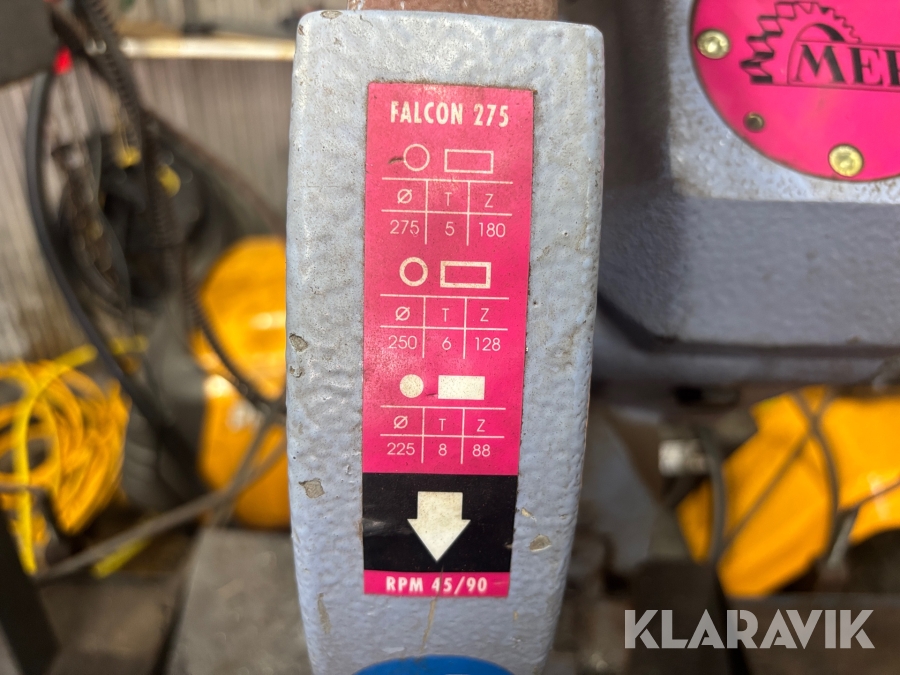 FALCON 275
Ø T Z
275 5 180
Ø T Z
250 6 128
Ø T Z
225 8 88
RPM 45/90
KLARAVIK